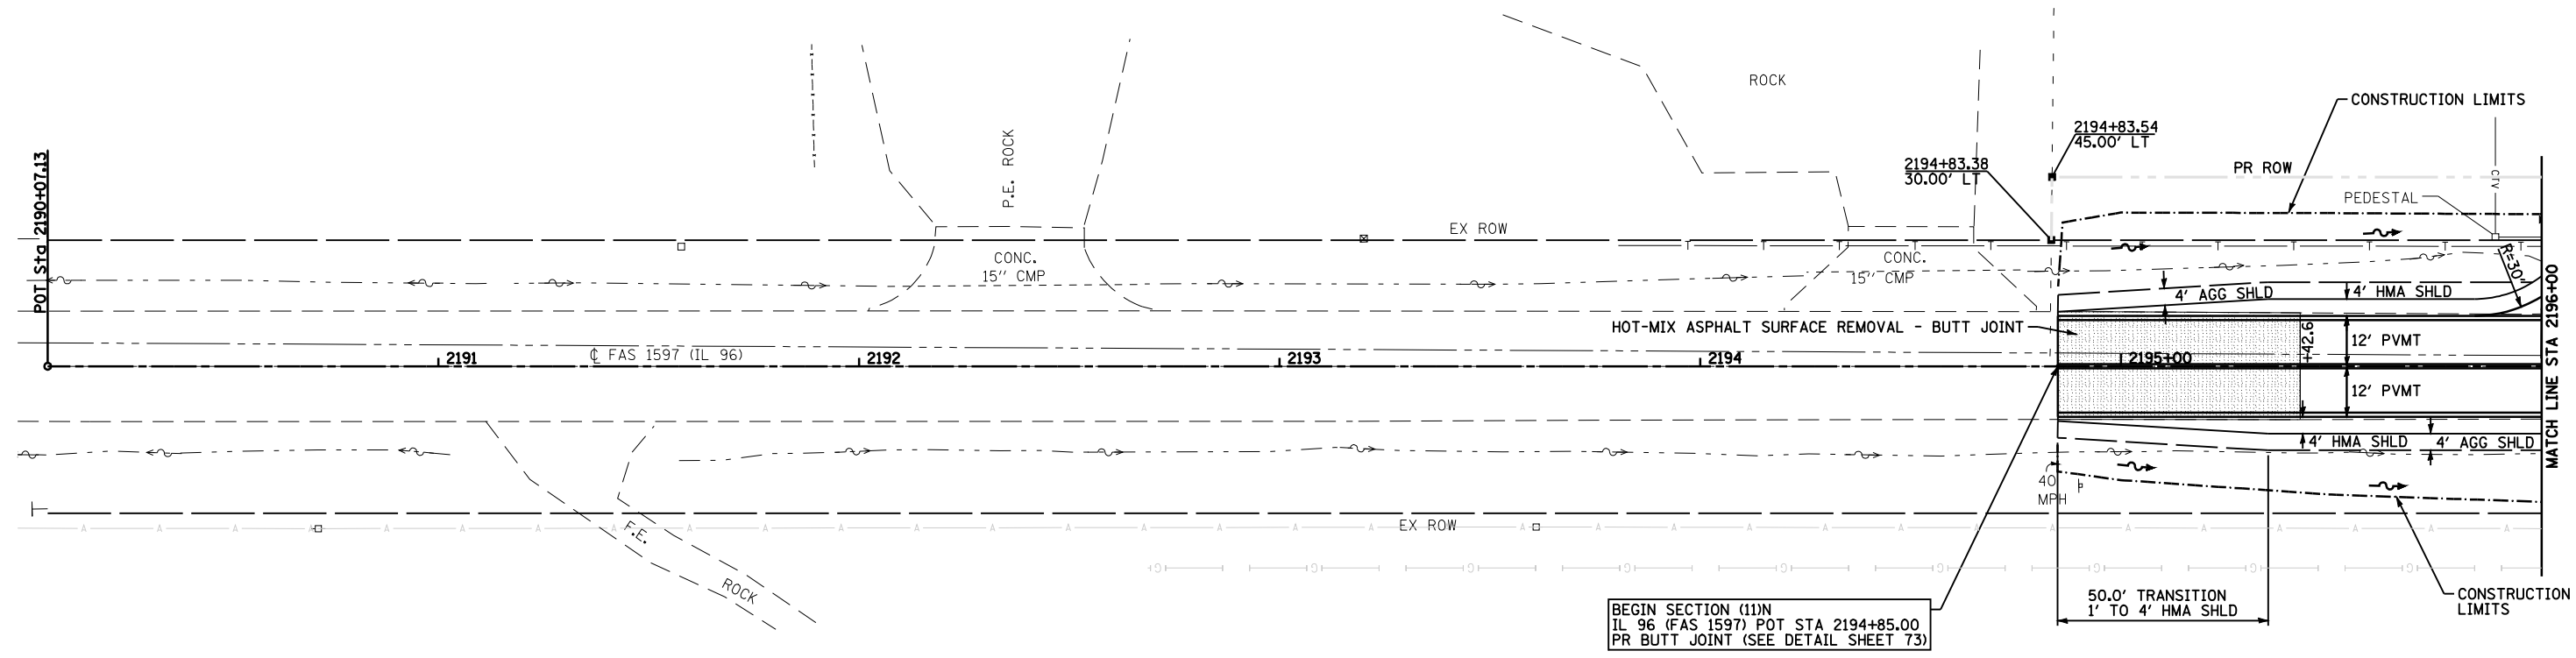 ROCK
CONSTRUCTION LIMITS
2194+83.54
45.00' LT
2194+83.38
30.00' LT
PR ROW
CTV
PEDESTAL
P.E. ROCK
POT Sta 2190+07.13
EX ROW
CONC.
15'' CMP
CONC.
15'' CMP
T T T T T T T T T T T T
R=30'
4' AGG SHLD
4' HMA SHLD
HOT-MIX ASPHALT SURFACE REMOVAL - BUTT JOINT
+42.6
12' PVMT
℄ FAS 1597 (IL 96)
2191
2192
2193
2194
2195+00
12' PVMT
MATCH LINE STA 2196+00
4' HMA SHLD
4' AGG SHLD
40
MPH
F.E.
ROCK
EX ROW
A A A A A A A A A A A A A A A A A A A A A A A A A A A A A A A A
G G G G G G G G G
50.0' TRANSITION
1' TO 4' HMA SHLD
CONSTRUCTION
LIMITS
BEGIN SECTION (11)N
IL 96 (FAS 1597) POT STA 2194+85.00
PR BUTT JOINT (SEE DETAIL SHEET 73)